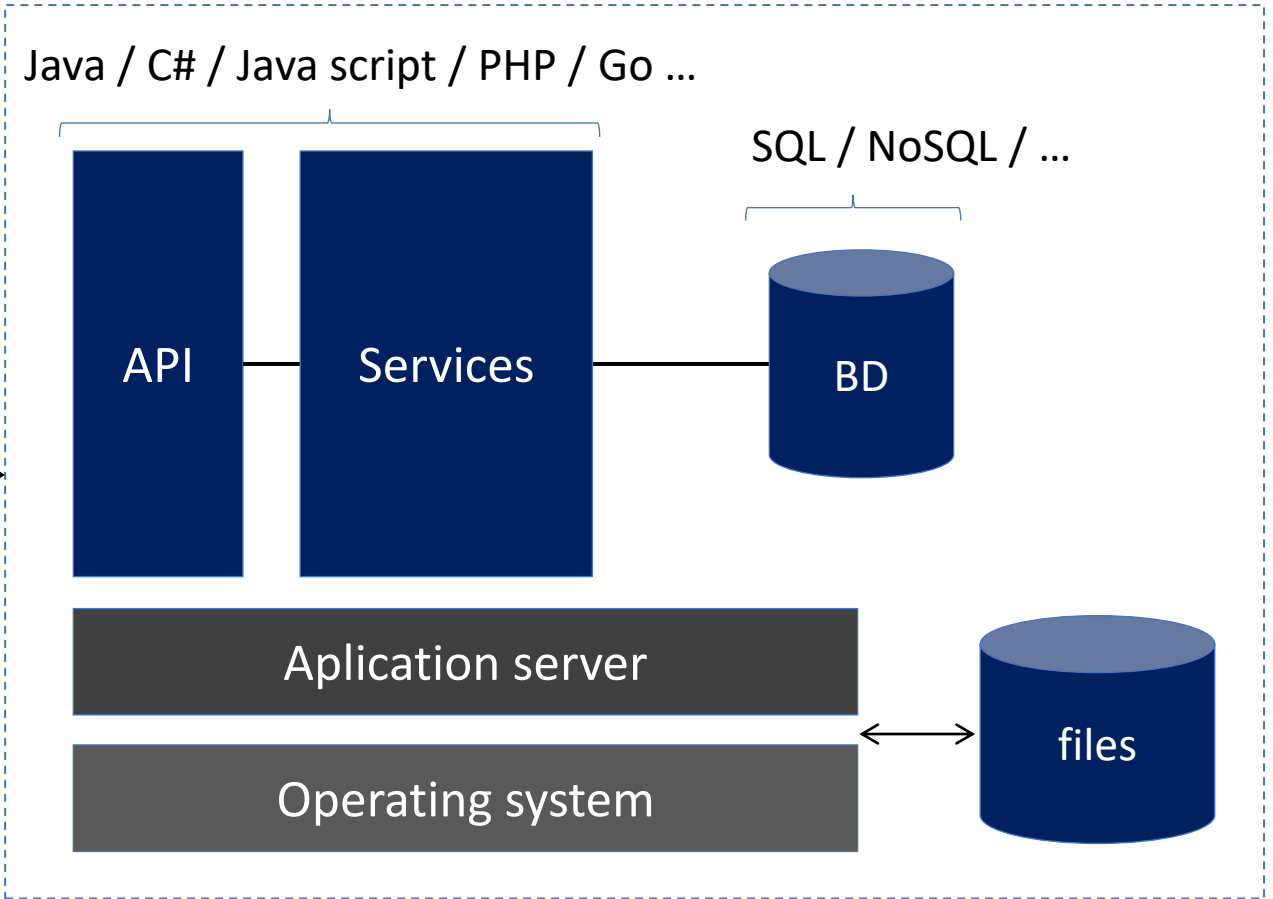 Java / C# / Java script / PHP / Go ...
SQL / NoSQL / ...
API
Services
BD
Aplication server
files
Operating system